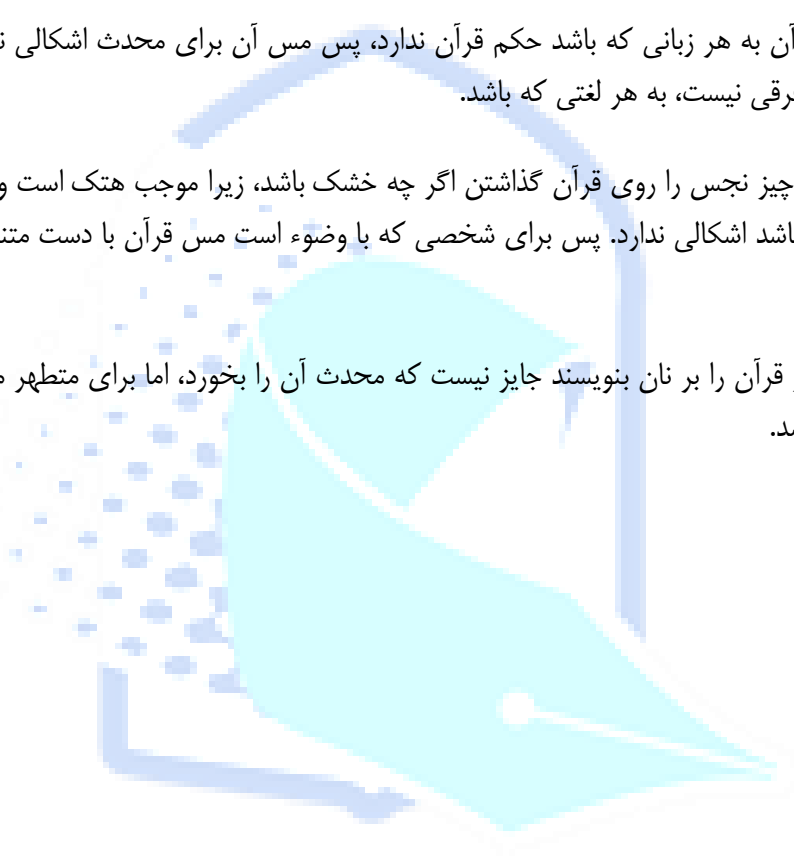 آن به هر زبانی که باشد حکم قرآن ندارد، پس مس آن برای محدث اشکالی
فرقی نیست، به هر لغتی که باشد.
چیز نجس را روی قرآن گذاشتن اگر چه خشک باشد، زیرا موجب هتک است و
باشد اشکالی ندارد. پس برای شخصی که با وضوء است مس قرآن با دست
قرآن را بر نان بنویسند جایز نیست که محدث آن را بخورد، اما برای متطهر